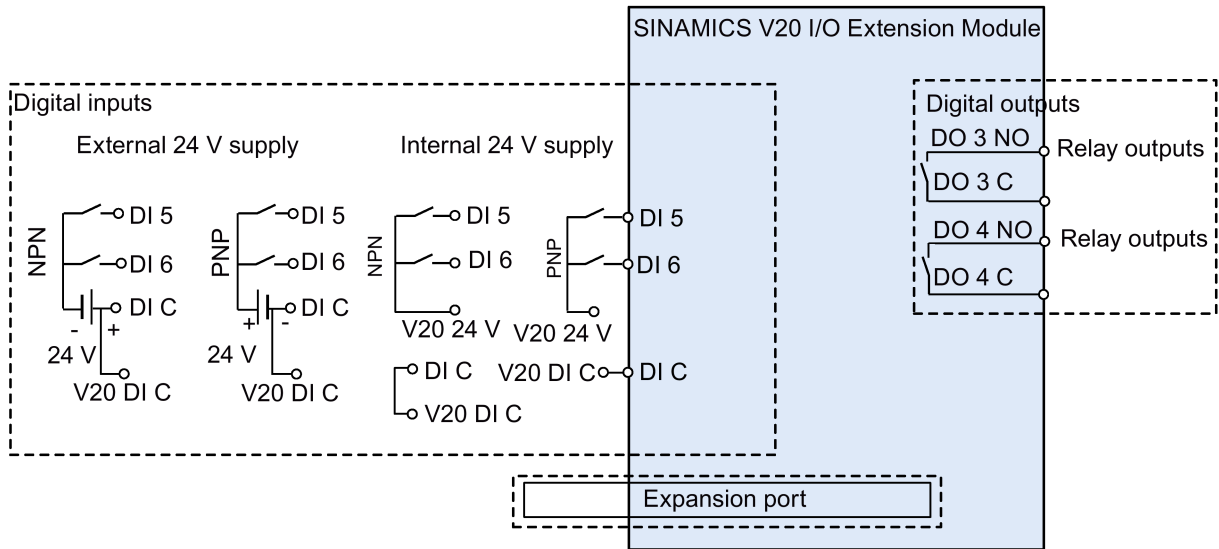 SINAMICS V20 I/O Extension Module
Digital inputs
External 24 V supply
Internal 24 V supply
NPN
DI 5
DI 6
DI C
- +
24 V
V20 DI C
PNP
DI 5
DI 6
DI C
+ -
24 V
V20 DI C
NPN
DI 5
DI 6
V20 24 V
DI C
V20 DI C
PNP
DI 5
DI 6
V20 24 V
V20 DI C
DI C
Digital outputs
DO 3 NO
Relay outputs
DO 3 C
DO 4 NO
Relay outputs
DO 4 C
Expansion port